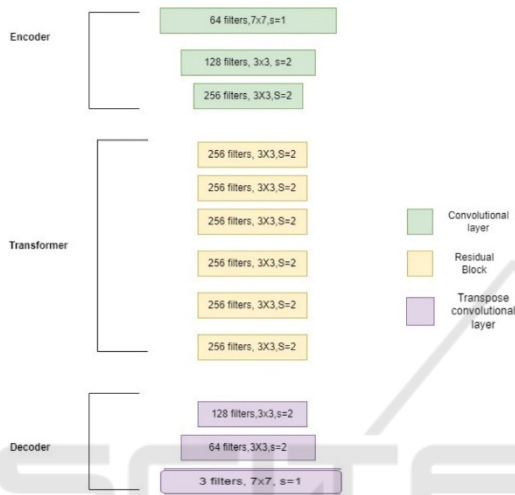 Encoder
64 filters,7x7,s=1
128 filters, 3x3, s=2
256 filters, 3X3,S=2
Transformer
256 filters, 3X3,S=2
256 filters, 3X3,S=2
256 filters, 3X3,S=2
256 filters, 3X3,S=2
256 filters, 3X3,S=2
256 filters, 3X3,S=2
Convolutional
layer
Residual
Block
Transpose
convolutional
layer
Decoder
128 filters,3x3,s=2
64 filters,3X3,s=2
3 filters, 7x7, s=1